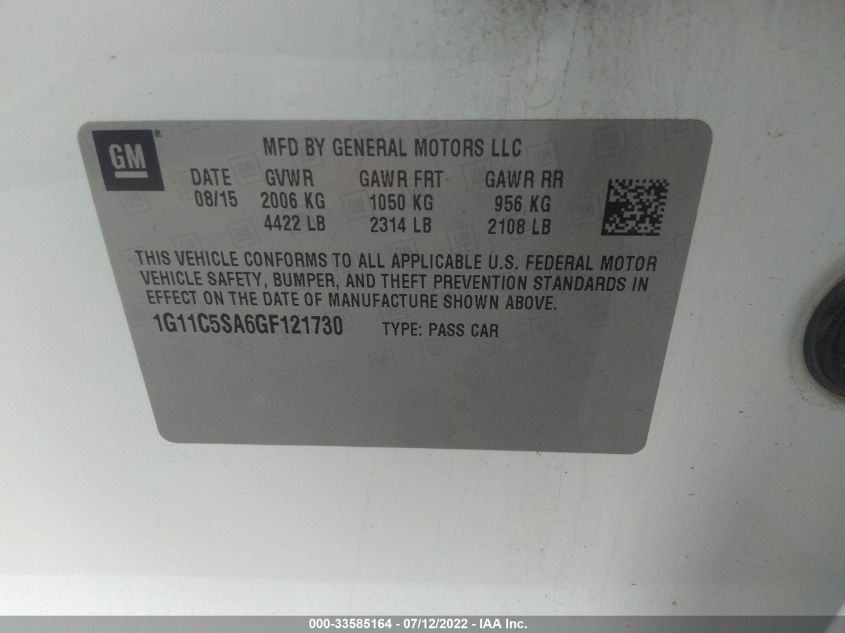 GM®
MFD BY GENERAL MOTORS LLC
DATE GVWR GAWR FRT GAWR RR
08/15 2006 KG 1050 KG 956 KG
4422 LB 2314 LB 2108 LB
THIS VEHICLE CONFORMS TO ALL APPLICABLE U.S. FEDERAL MOTOR
VEHICLE SAFETY, BUMPER, AND THEFT PREVENTION STANDARDS IN
EFFECT ON THE DATE OF MANUFACTURE SHOWN ABOVE.
1G11C5SA6GF121730 TYPE: PASS CAR
000-33585164 - 07/12/2022 - IAA Inc.